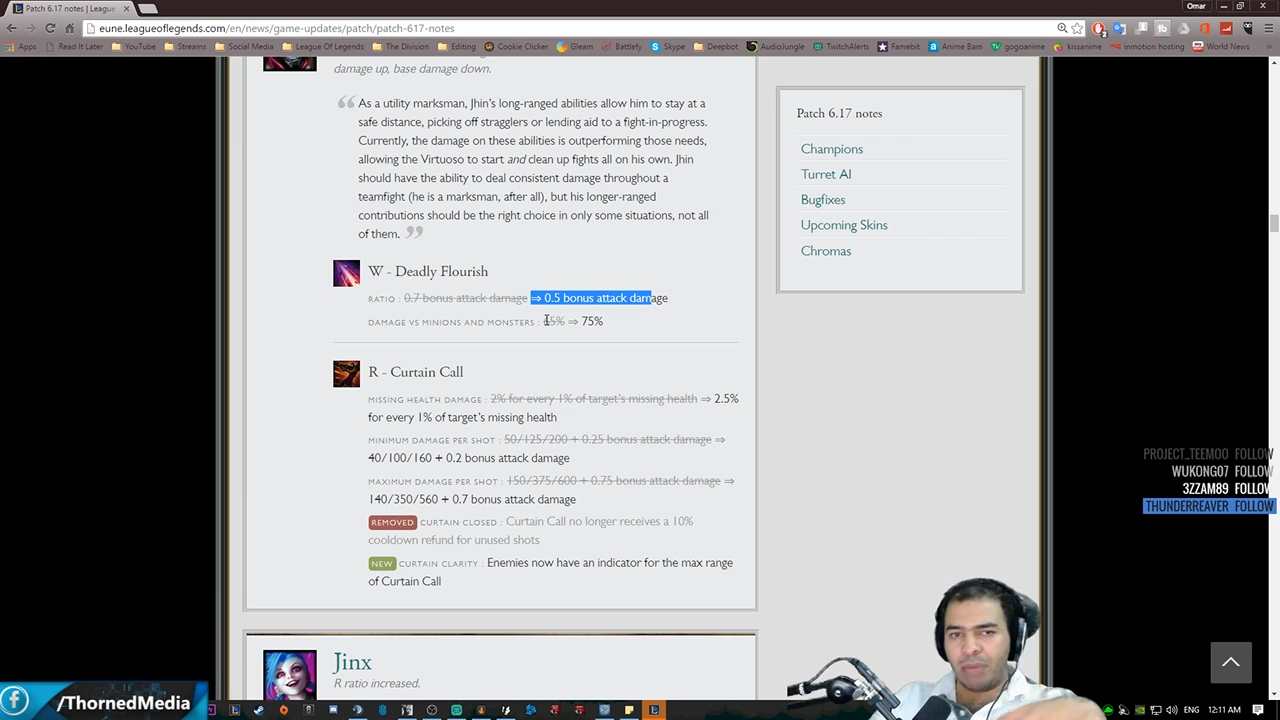 Patch 6.17 notes | League
Omar
eune.leagueoflegends.com/en/news/game-updates/patch/patch-617-notes
Apps Read It Later YouTube Streams Social Media League Of Legends The Division Editing Cookie Clicker Gleam Battlefy Skype Deepbot AudioJungle TwitchAlerts Famebit Anime Bam gogoanime kissanime inmotion hosting World News
damage up, base damage down.
As a utility marksman, Jhin's long-ranged abilities allow him to stay at a
safe distance, picking off stragglers or lending aid to a fight-in-progress.
Currently, the damage on these abilities is outperforming those needs,
allowing the Virtuoso to start and clean up fights all on his own. Jhin
should have the ability to deal consistent damage throughout a
teamfight (he is a marksman, after all), but his longer-ranged
contributions should be the right choice in only some situations, not all
of them.
W - Deadly Flourish
RATIO : 0.7 bonus attack damage ⇒ 0.5 bonus attack damage
DAMAGE VS MINIONS AND MONSTERS : 65% ⇒ 75%
R - Curtain Call
MISSING HEALTH DAMAGE : 2% for every 1% of target's missing health ⇒ 2.5%
for every 1% of target's missing health
MINIMUM DAMAGE PER SHOT : 50/125/200 + 0.25 bonus attack damage ⇒
40/100/160 + 0.2 bonus attack damage
MAXIMUM DAMAGE PER SHOT : 150/375/600 + 0.75 bonus attack damage ⇒
140/350/560 + 0.7 bonus attack damage
REMOVED CURTAIN CLOSED : Curtain Call no longer receives a 10%
cooldown refund for unused shots
NEW CURTAIN CLARITY : Enemies now have an indicator for the max range
of Curtain Call
Jinx
R ratio increased.
Patch 6.17 notes
Champions
Turret AI
Bugfixes
Upcoming Skins
Chromas
PROJECT_TEEMOO FOLLOW
WUKONG07 FOLLOW
3ZZAM89 FOLLOW
THUNDERREAVER FOLLOW
/ThornedMedia
ENG 12:11 AM